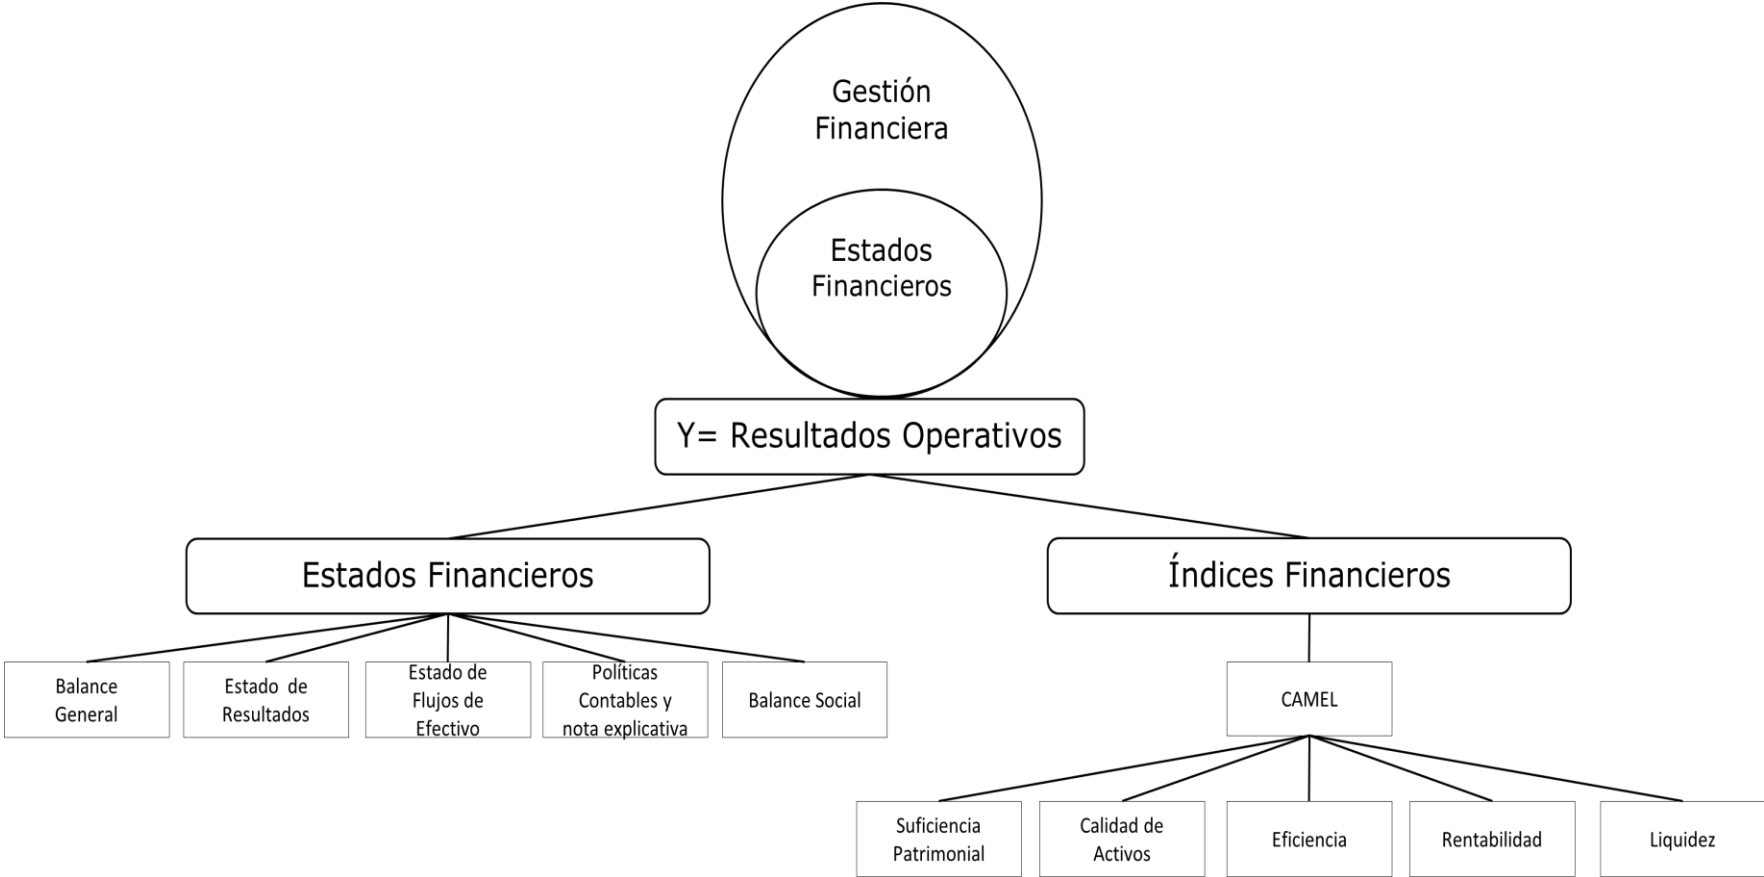 Gestión
Financiera
Estados
Financieros
Y= Resultados Operativos
Estados Financieros
Índices Financieros
Balance
General
Estado de
Resultados
Estado de
Flujos de
Efectivo
Políticas
Contables y
nota explicativa
Balance Social
CAMEL
Suficiencia
Patrimonial
Calidad de
Activos
Eficiencia
Rentabilidad
Liquidez